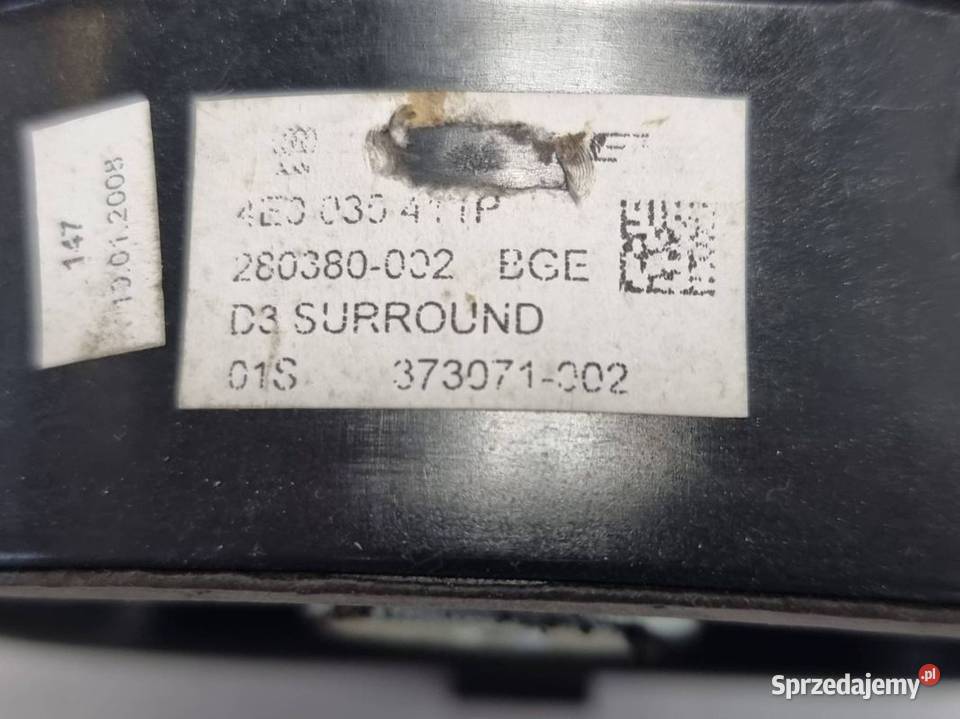 147
10.01.2008
4E0 035 411P
280380-002 BGE
D3 SURROUND
01S 373071-002
Sprzedajemy.pl